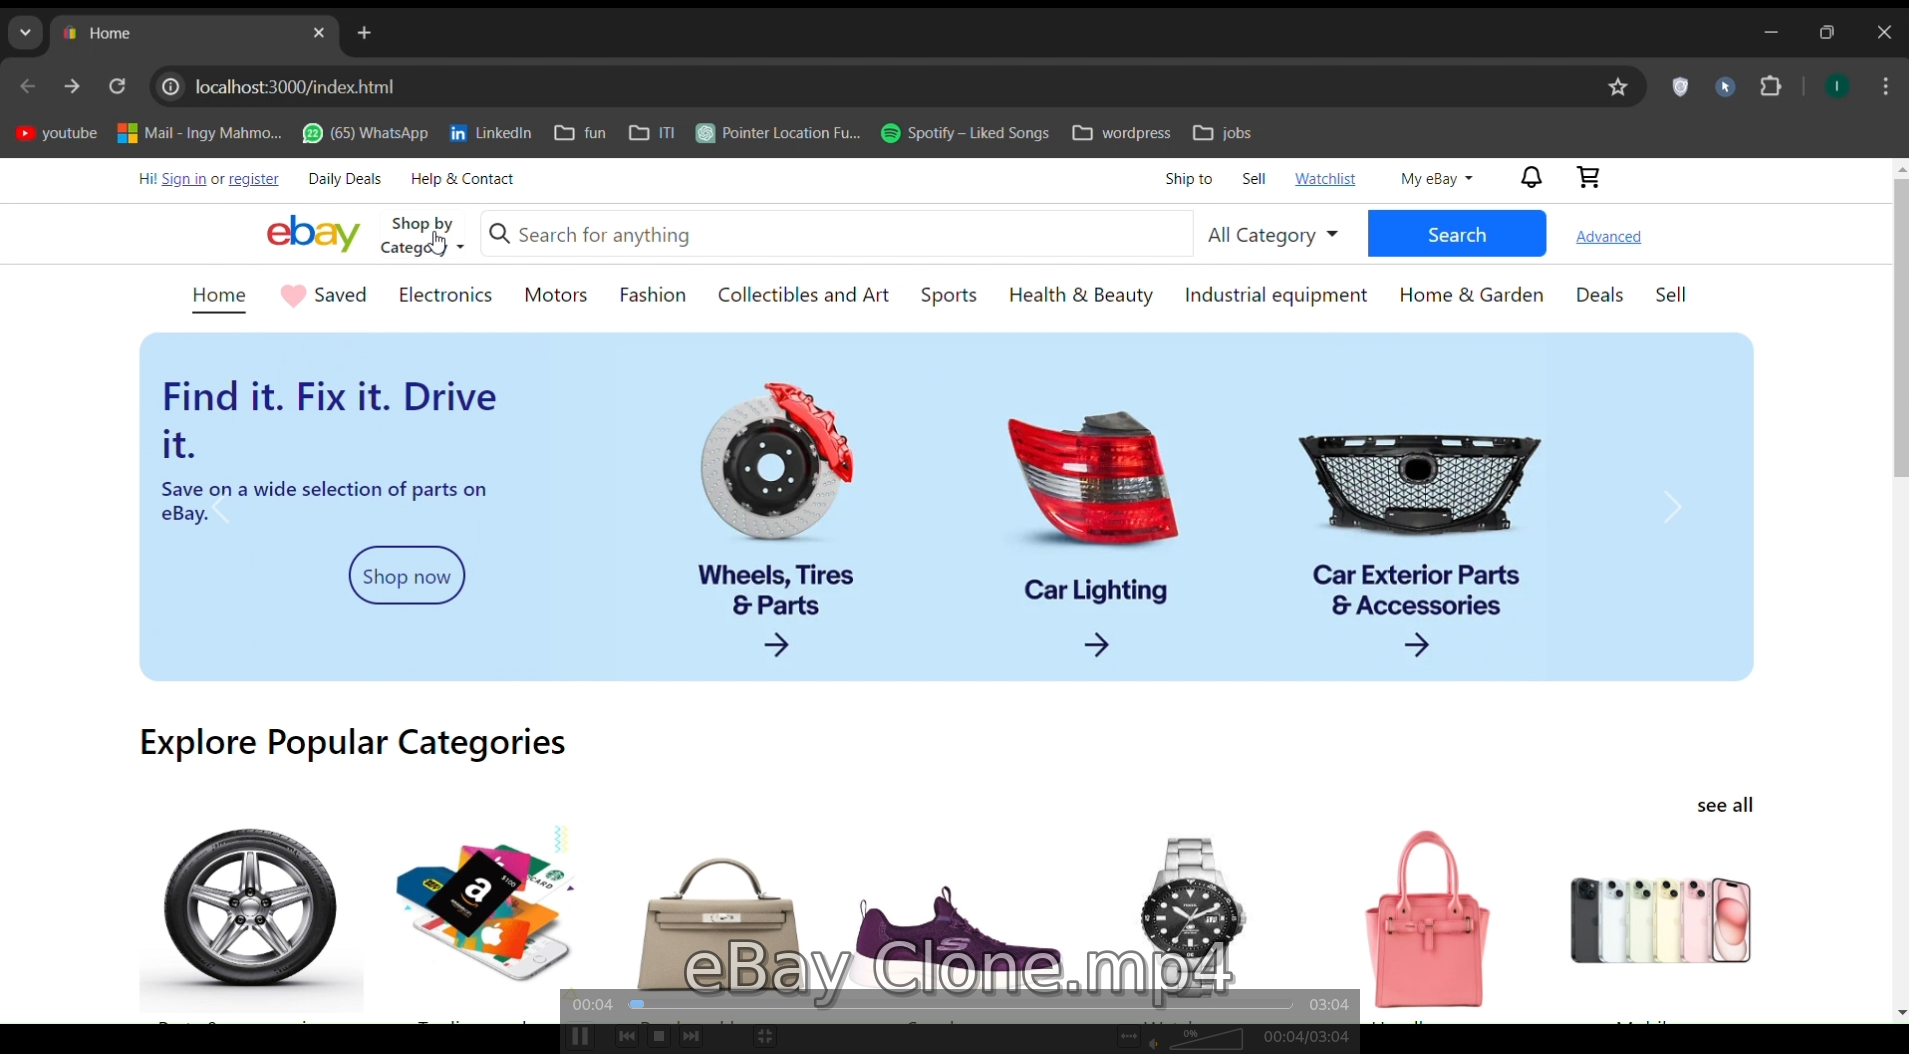 Home
localhost:3000/index.html
youtube Mail - Ingy Mahmo... (65) WhatsApp LinkedIn fun ITI Pointer Location Fu... Spotify – Liked Songs wordpress jobs
Hi! Sign in or register Daily Deals Help & Contact Ship to Sell Watchlist My eBay
ebay
Shop by
Category
Search for anything All Category Search Advanced
Home Saved Electronics Motors Fashion Collectibles and Art Sports Health & Beauty Industrial equipment Home & Garden Deals Sell
Find it. Fix it. Drive
it.
Save on a wide selection of parts on
eBay.
Shop now
Wheels, Tires
& Parts
Car Lighting
Car Exterior Parts
& Accessories
Explore Popular Categories
see all
eBay Clone.mp4
00:04 03:04
0% 00:04/03:04